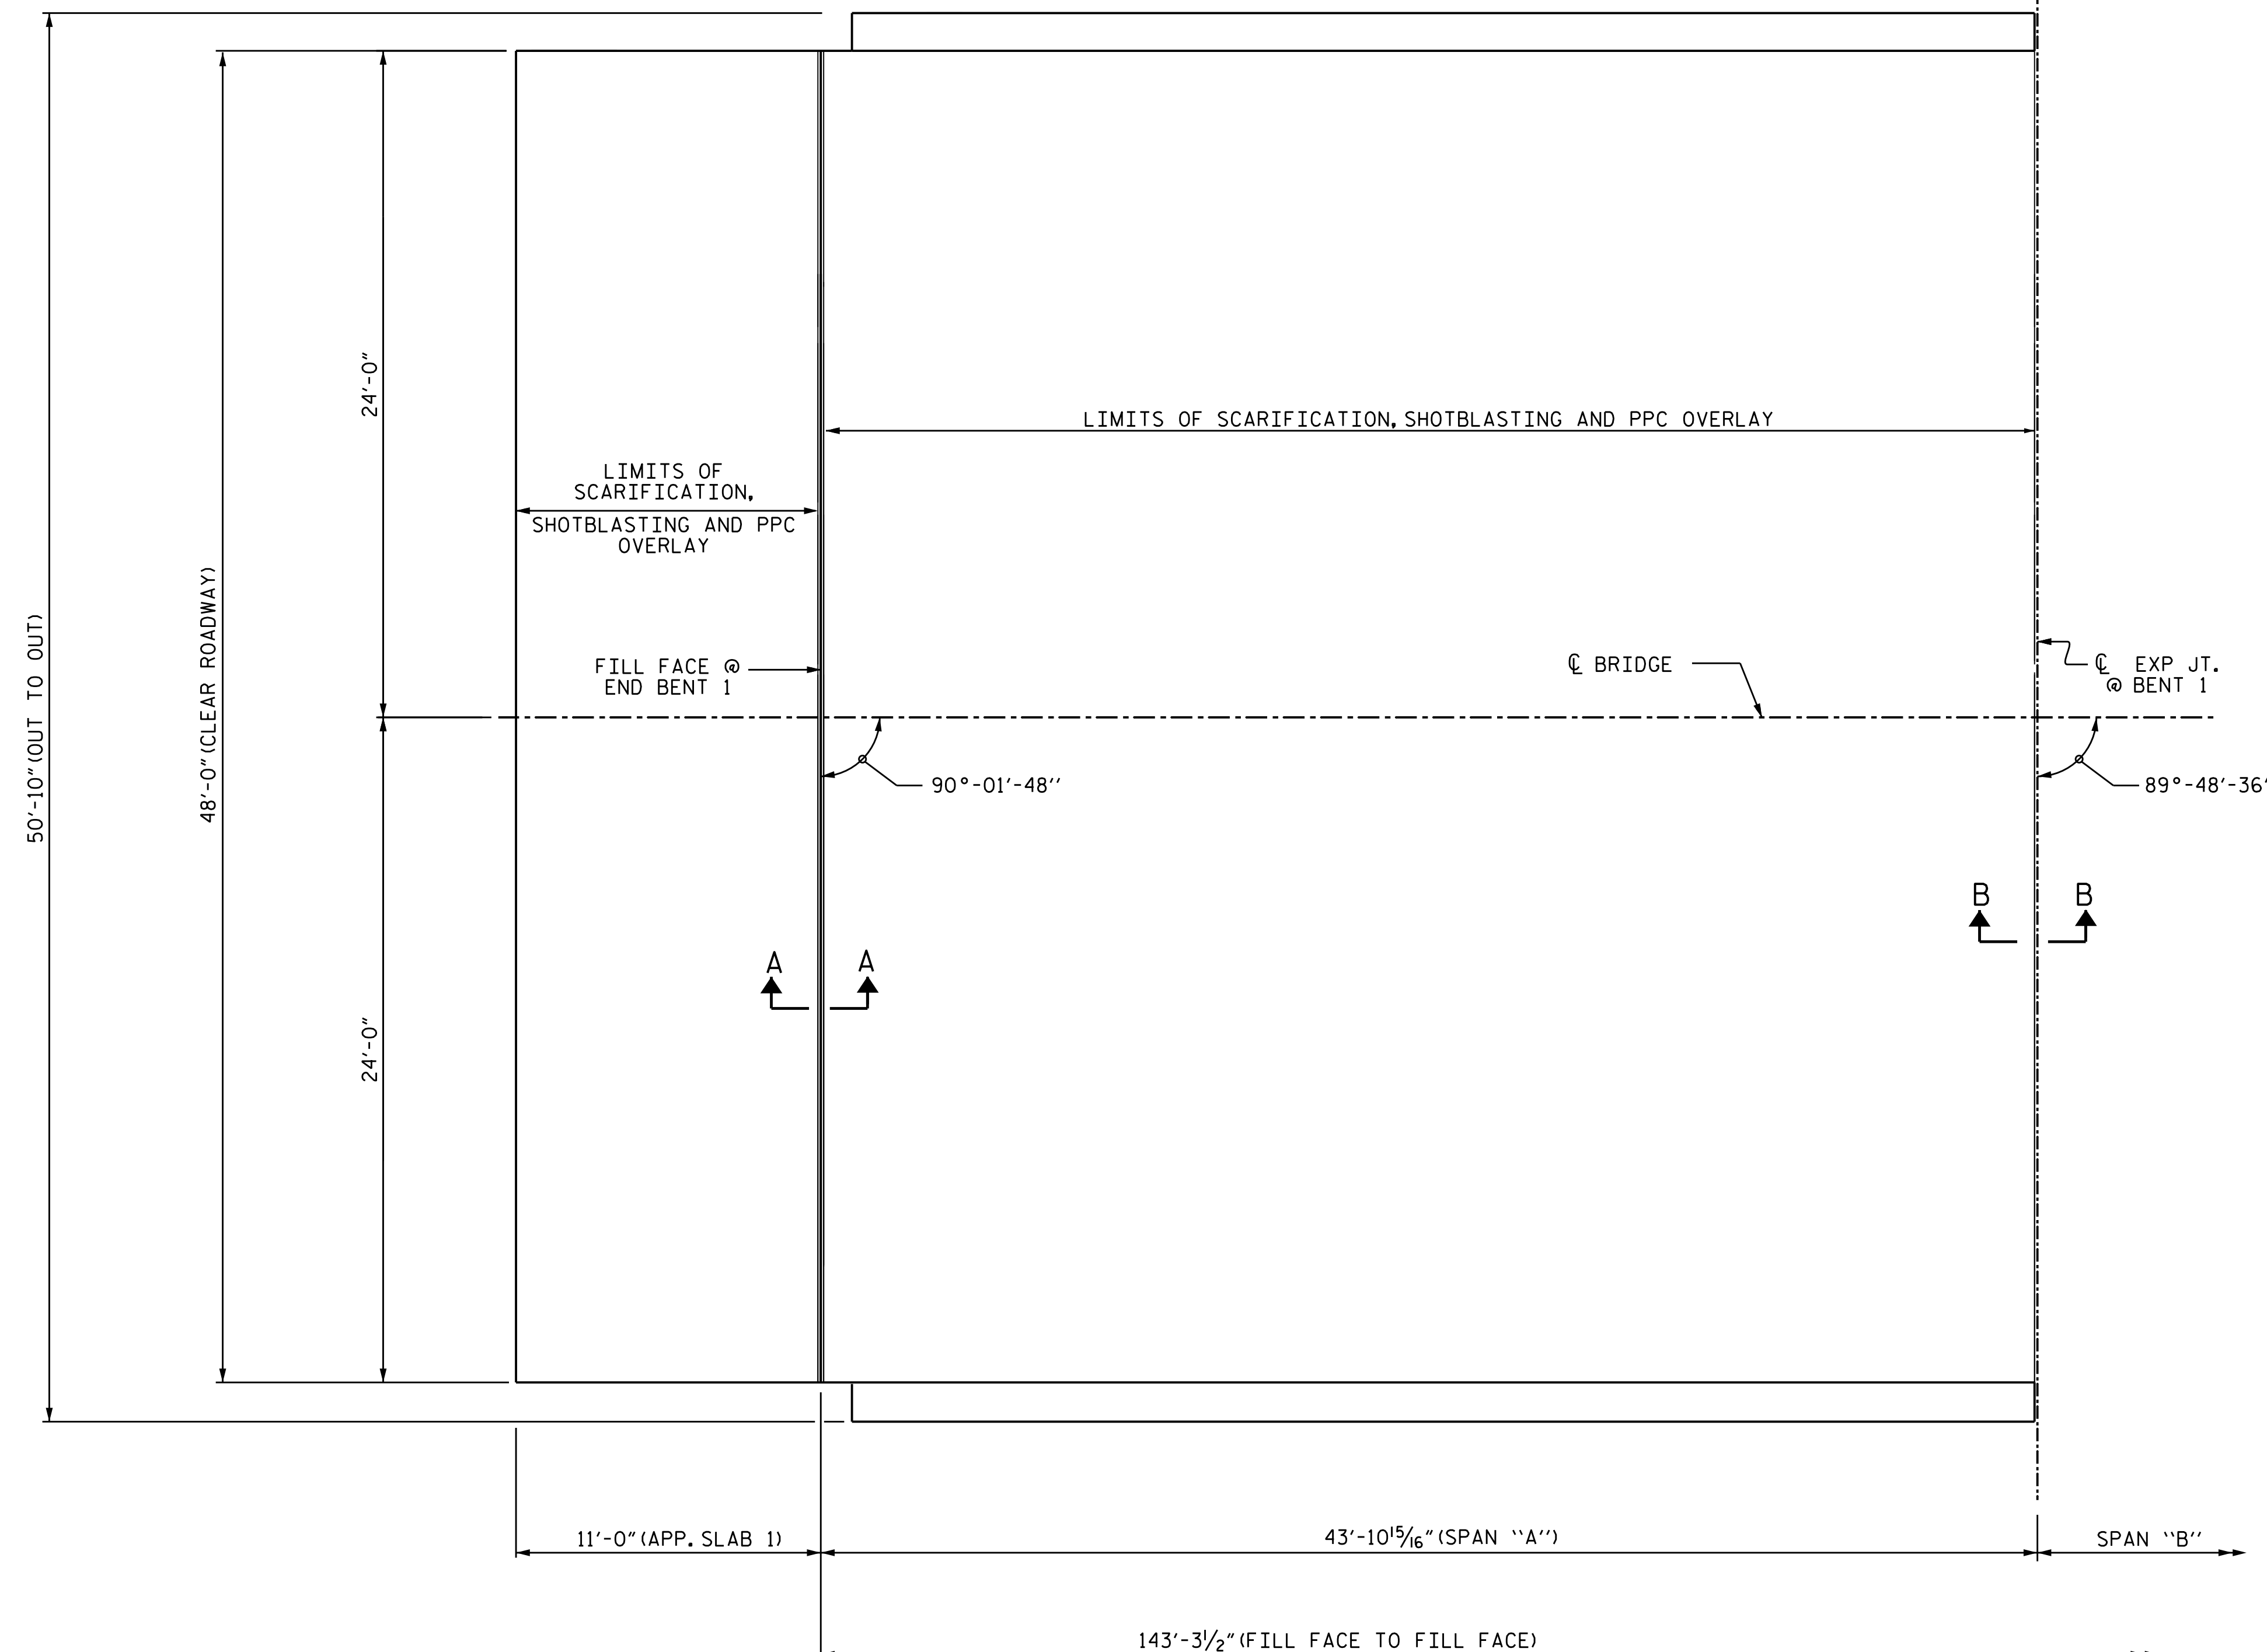 50'-10" (OUT TO OUT)
48'-0" (CLEAR ROADWAY)
24'-0"
24'-0"
LIMITS OF SCARIFICATION, SHOTBLASTING AND PPC OVERLAY
LIMITS OF
SCARIFICATION,
SHOTBLASTING AND PPC
OVERLAY
FILL FACE @
END BENT 1
℄ BRIDGE
℄ EXP JT.
@ BENT 1
90°-01'-48''
89°-48'-36'
B B
A A
11'-0" (APP. SLAB 1)
43'-10 15/16" (SPAN ``A'')
SPAN ``B''
143'-3 1/2" (FILL FACE TO FILL FACE)